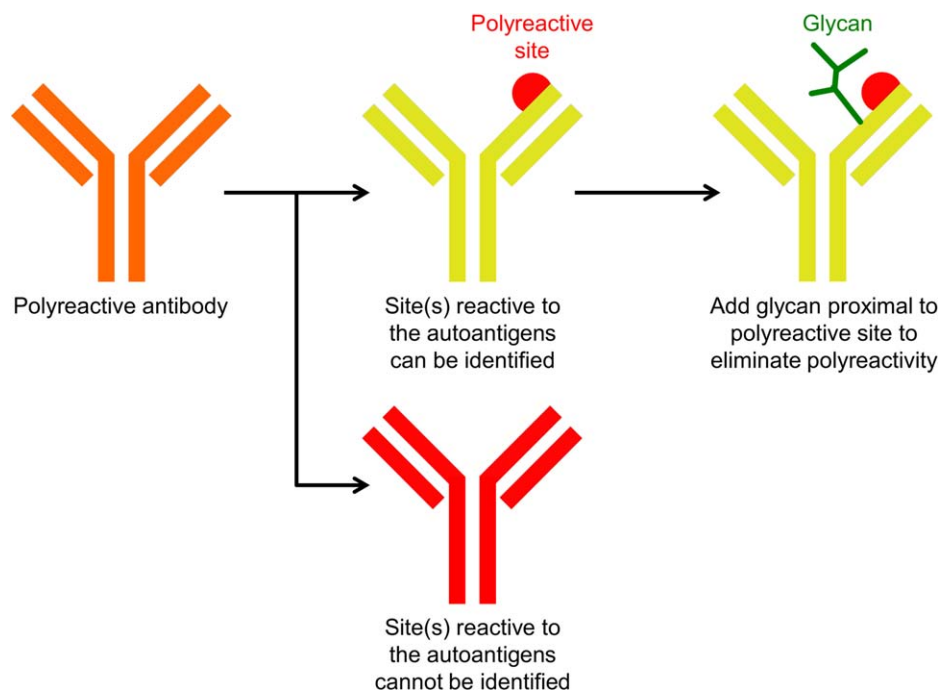 Polyreactive
site
Glycan
Polyreactive antibody
Site(s) reactive to
the autoantigens
can be identified
Add glycan proximal to
polyreactive site to
eliminate polyreactivity
Site(s) reactive to
the autoantigens
cannot be identified